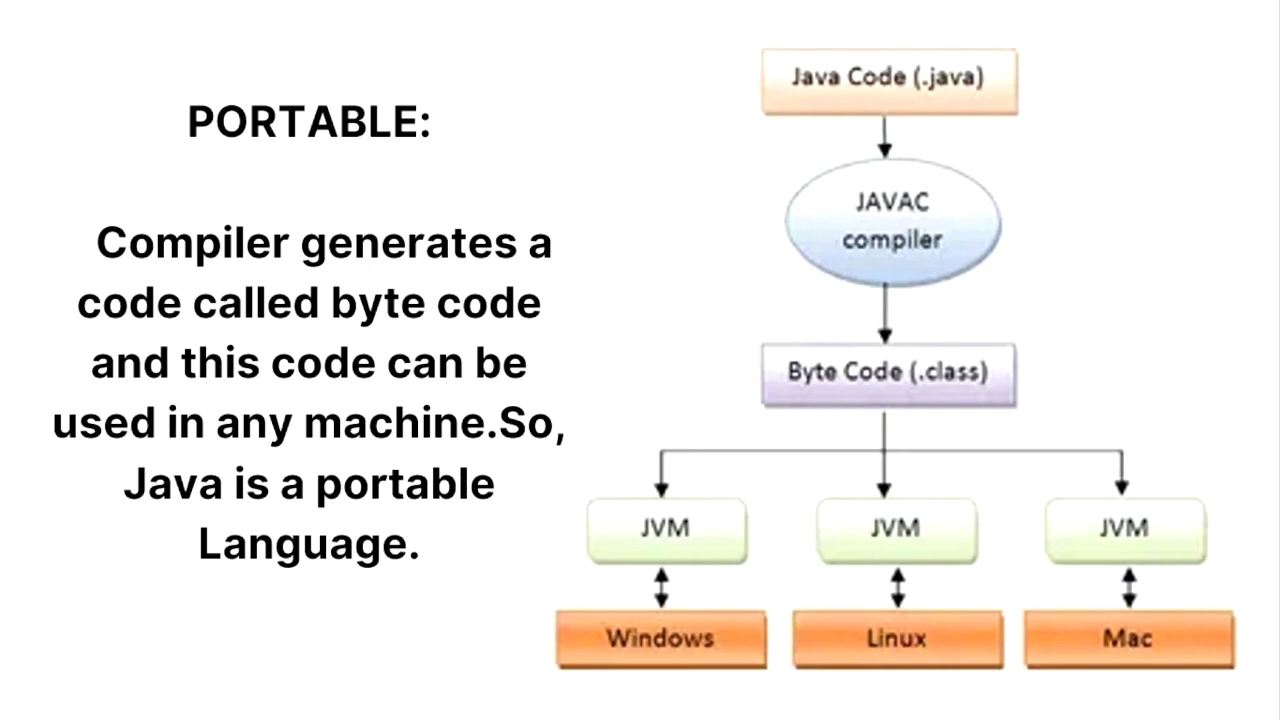 PORTABLE:
Compiler generates a
code called byte code
and this code can be
used in any machine.So,
Java is a portable
Language.
Java Code (.java)
JAVAC
compiler
Byte Code (.class)
JVM
JVM
JVM
Windows
Linux
Mac